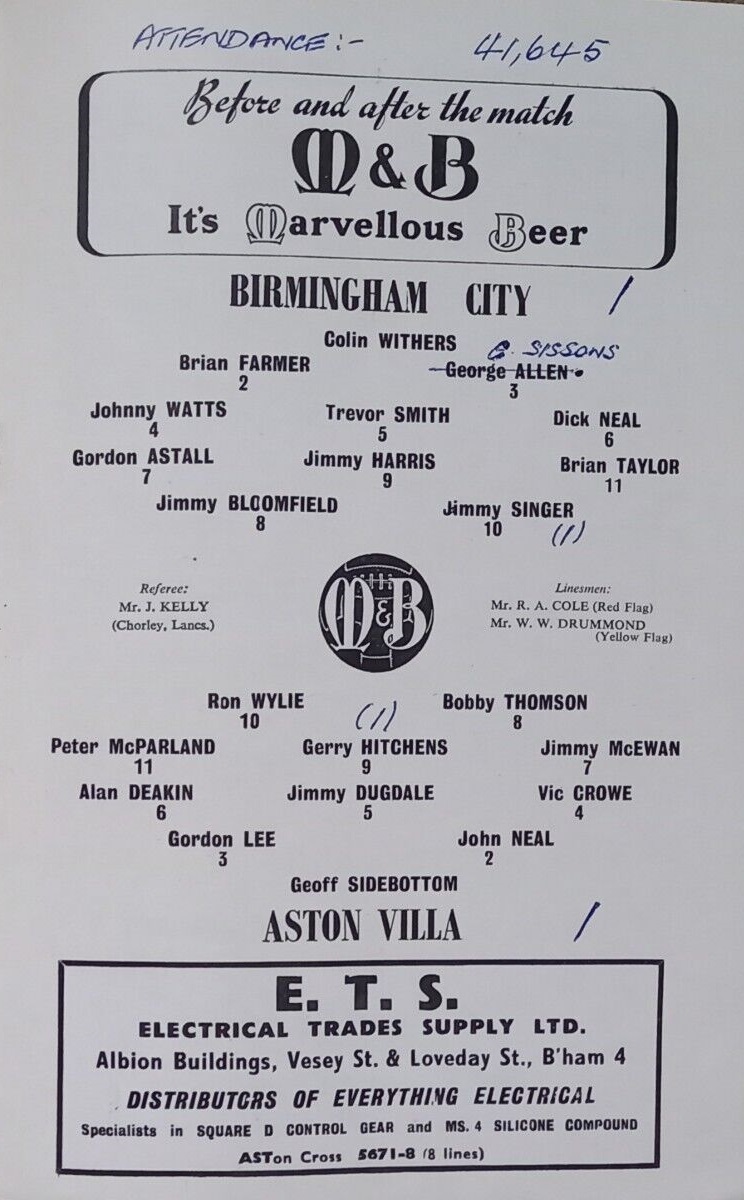 ATTENDANCE:- 41,645
Before and after the match
M & B
It's Marvellous Beer
BIRMINGHAM CITY /
Colin WITHERS
G. SISSONS
Brian FARMER George ALLEN
2 3
Johnny WATTS Trevor SMITH Dick NEAL
4 5 6
Gordon ASTALL Jimmy HARRIS Brian TAYLOR
7 9 11
Jimmy BLOOMFIELD Jimmy SINGER
8 10 (1)
Referee:
Mr. J. KELLY
(Chorley, Lancs.)
M & B
Linesmen:
Mr. R. A. COLE (Red Flag)
Mr. W. W. DRUMMOND
(Yellow Flag)
Ron WYLIE (1) Bobby THOMSON
10 8
Peter McPARLAND Gerry HITCHENS Jimmy McEWAN
11 9 7
Alan DEAKIN Jimmy DUGDALE Vic CROWE
6 5 4
Gordon LEE John NEAL
3 2
Geoff SIDEBOTTOM
ASTON VILLA /
E. T. S.
ELECTRICAL TRADES SUPPLY LTD.
Albion Buildings, Vesey St. & Loveday St., B'ham 4
DISTRIBUTORS OF EVERYTHING ELECTRICAL
Specialists in SQUARE D CONTROL GEAR and MS. 4 SILICONE COMPOUND
ASTon Cross 5671-8 (8 lines)